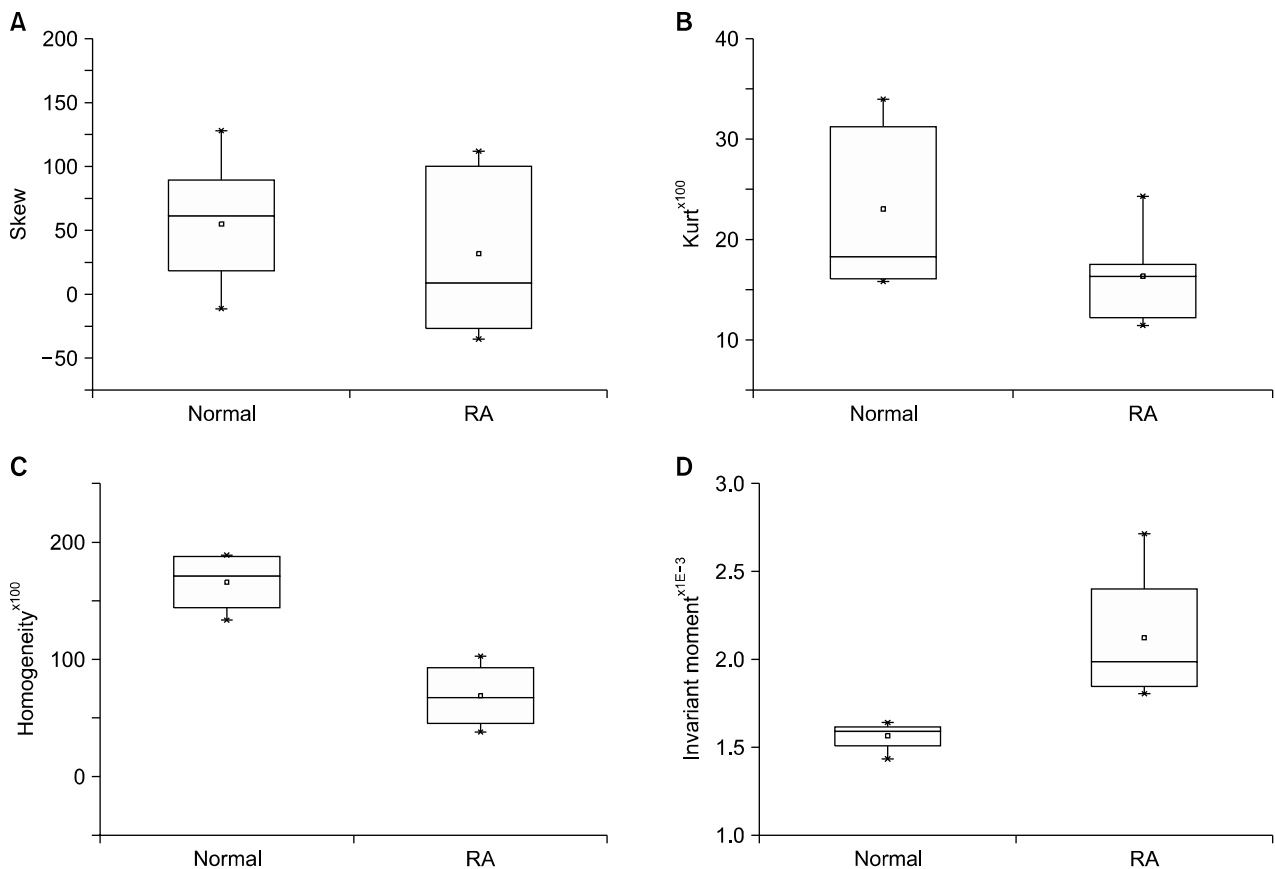 A
Skew
200
150
100
50
0
−50
Normal RA
B
Kurt x100
40
30
20
10
Normal RA
C
Homogeneity x100
200
100
0
Normal RA
D
Invariant moment x1E−3
3.0
2.5
2.0
1.5
1.0
Normal RA